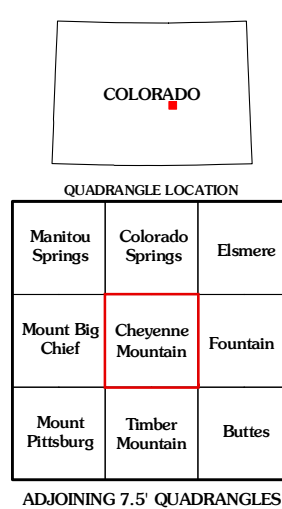 COLORADO
QUADRANGLE LOCATION
Manitou
Springs
Colorado
Springs
Elsmere
Mount Big
Chief
Cheyenne
Mountain
Fountain
Mount
Pittsburg
Timber
Mountain
Buttes
ADJOINING 7.5' QUADRANGLES